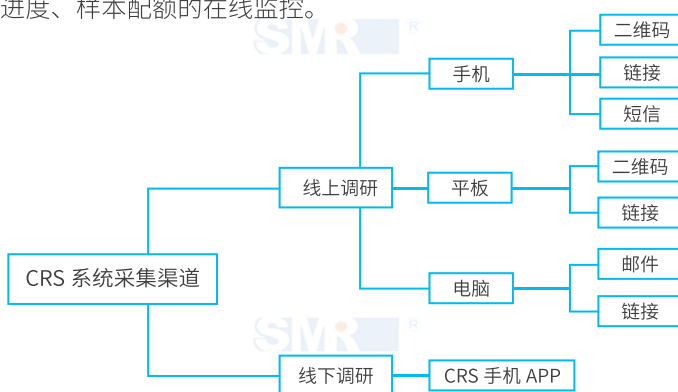 进度、样本配额的在线监控。
SMR®
二维码
手机
链接
短信
线上调研
二维码
平板
链接
CRS 系统采集渠道
邮件
电脑
链接
SMR®
线下调研
CRS 手机 APP